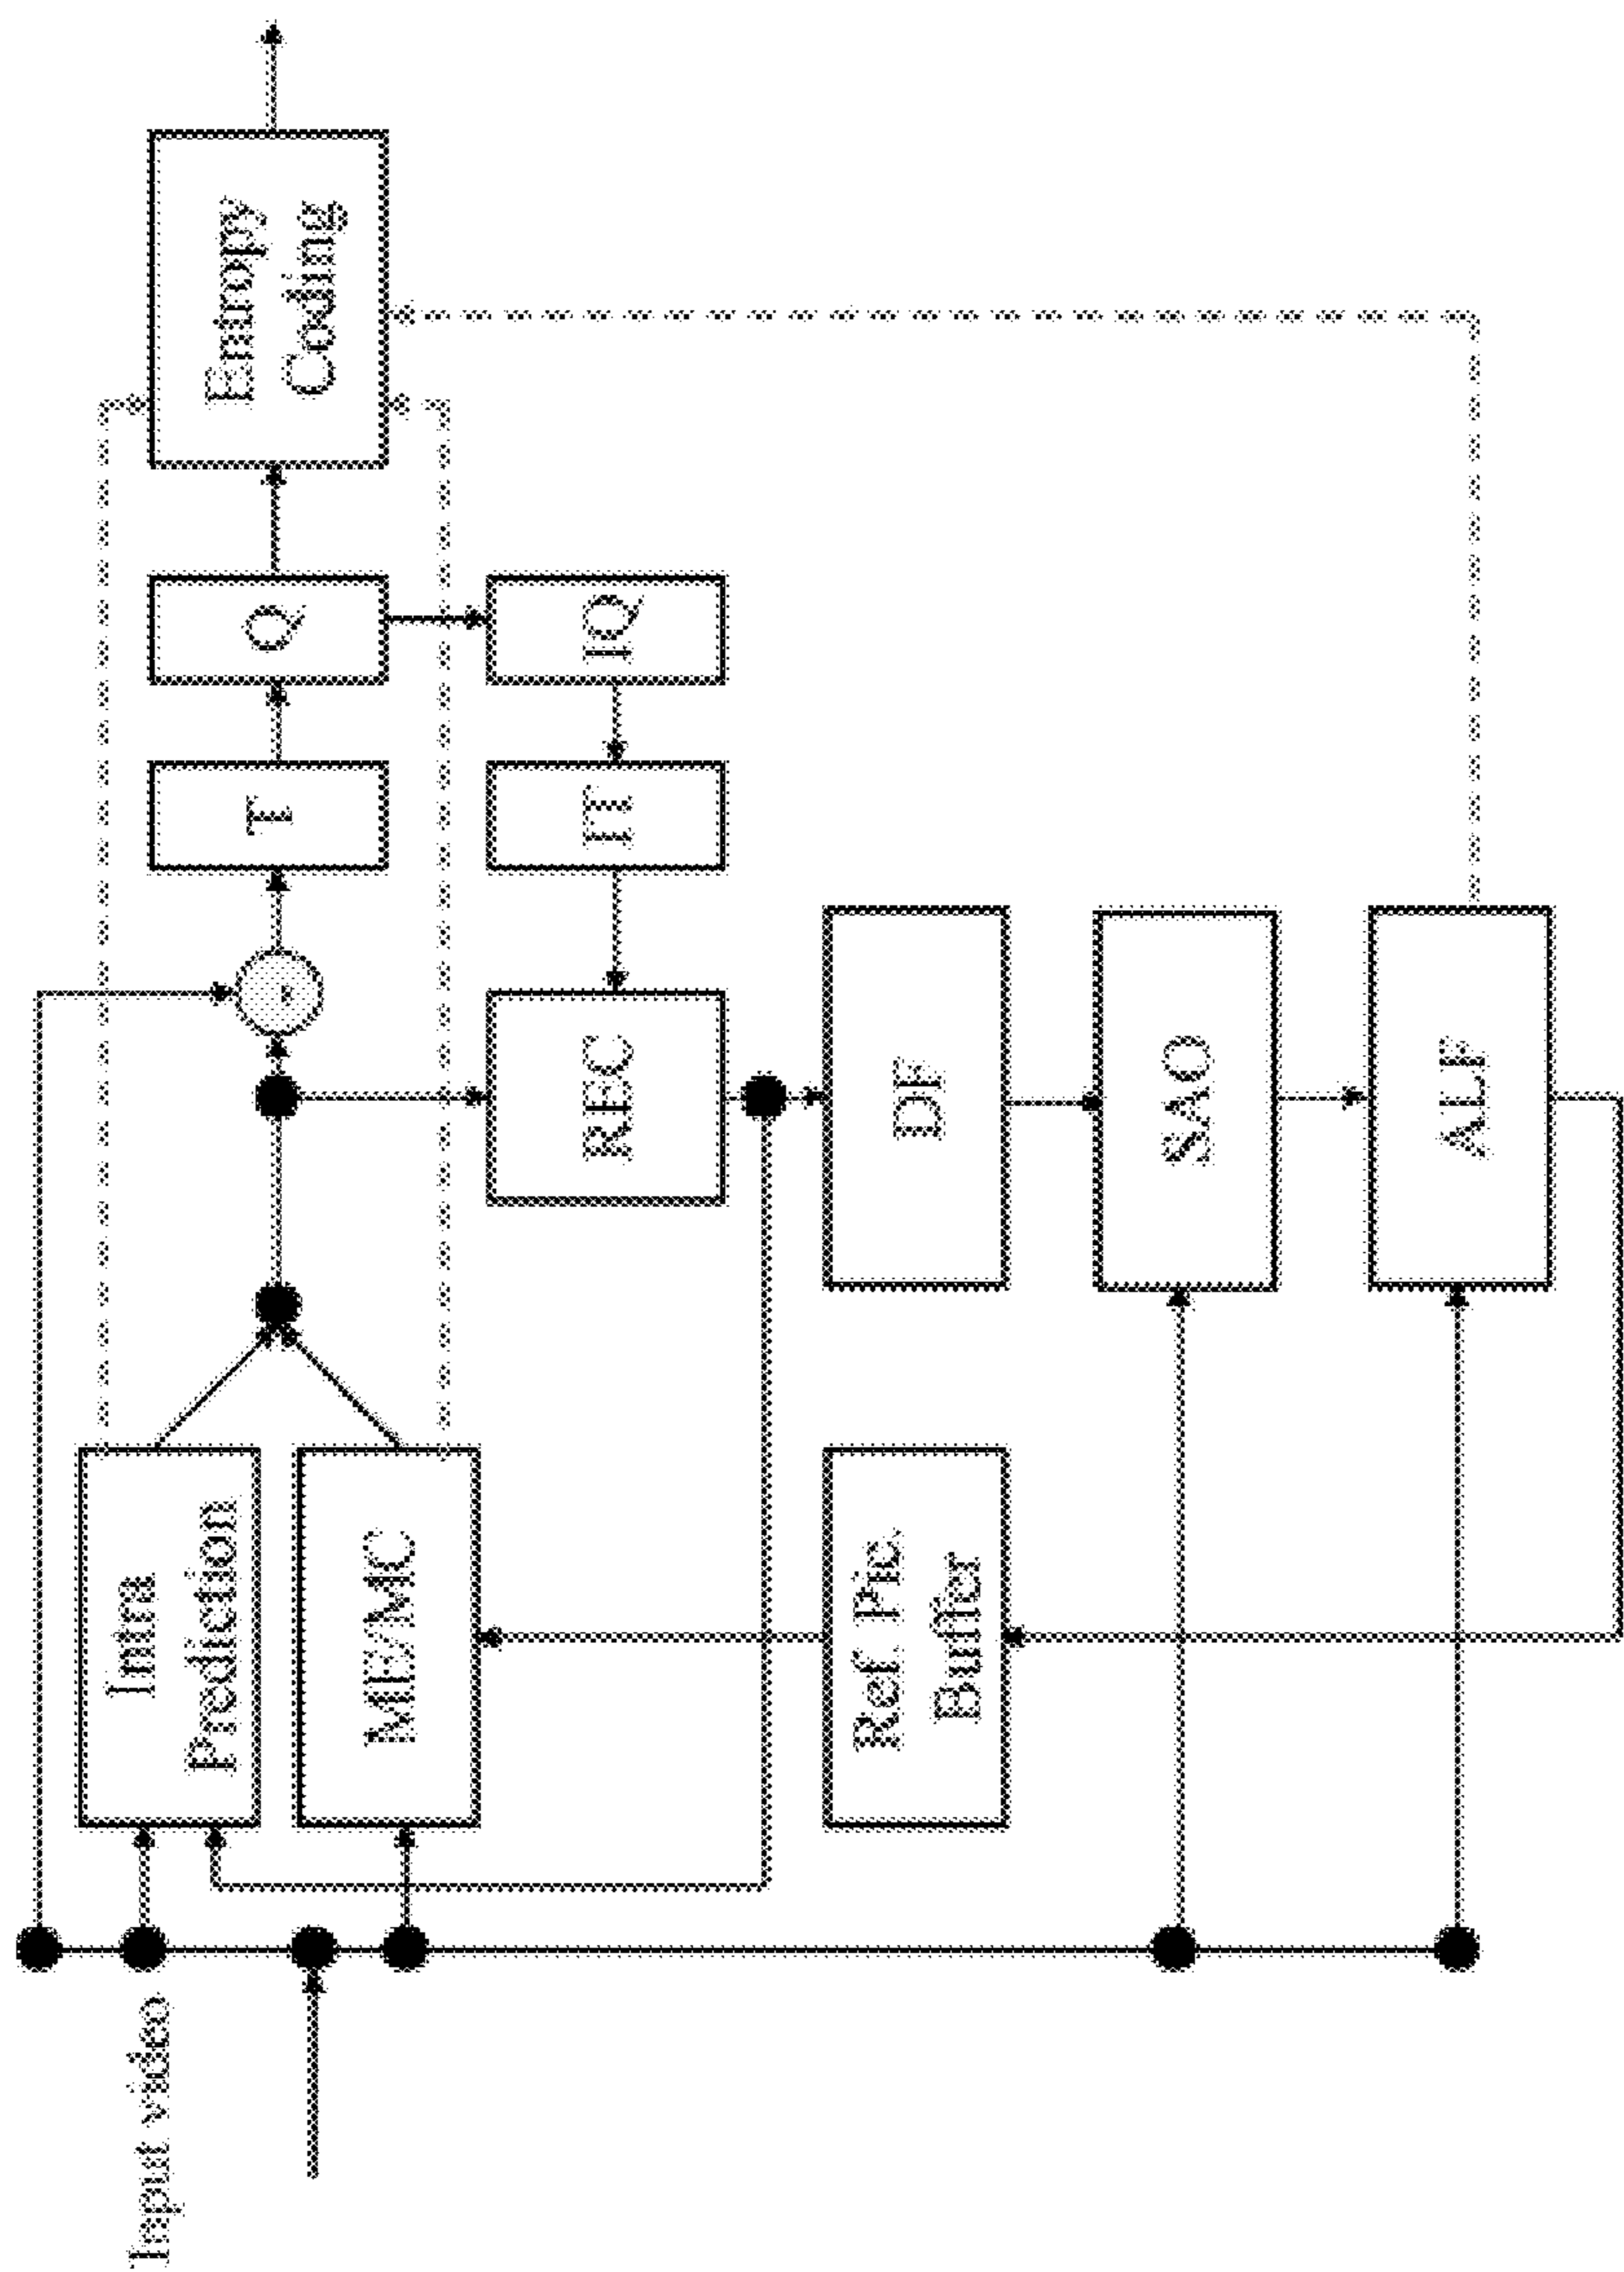 Input video
Intra
Prediction
ME/MC
-
T
Q
Entropy
Coding
REC
IT
IQ
Ref. Pic.
Buffer
DF
SAO
ALF